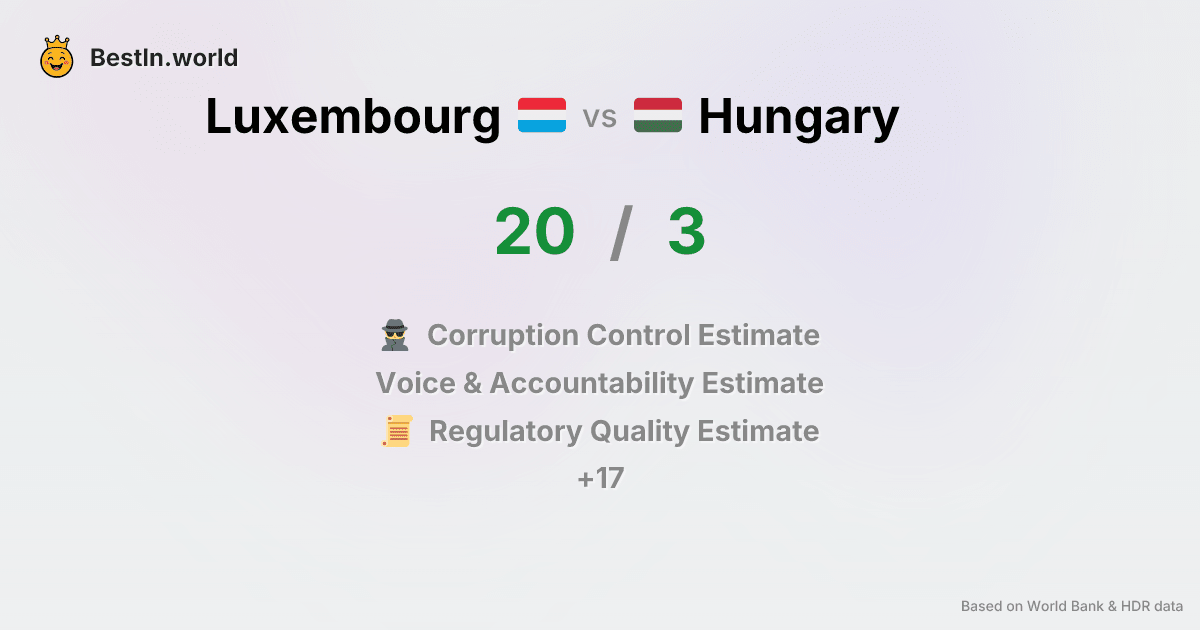 BestIn.world
Luxembourg vs Hungary
20 / 3
Corruption Control Estimate
Voice & Accountability Estimate
Regulatory Quality Estimate
+17
Based on World Bank & HDR data